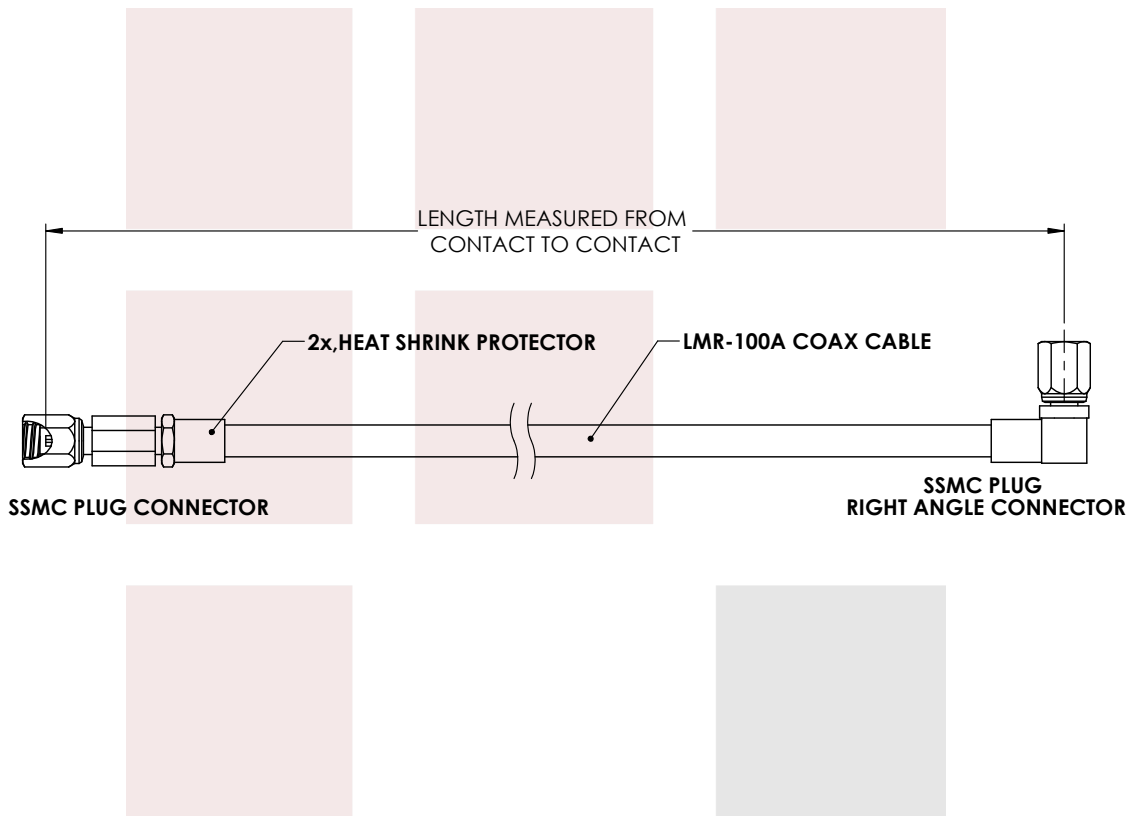 LENGTH MEASURED FROM
CONTACT TO CONTACT
2x,HEAT SHRINK PROTECTOR
LMR-100A COAX CABLE
SSMC PLUG CONNECTOR
SSMC PLUG
RIGHT ANGLE CONNECTOR